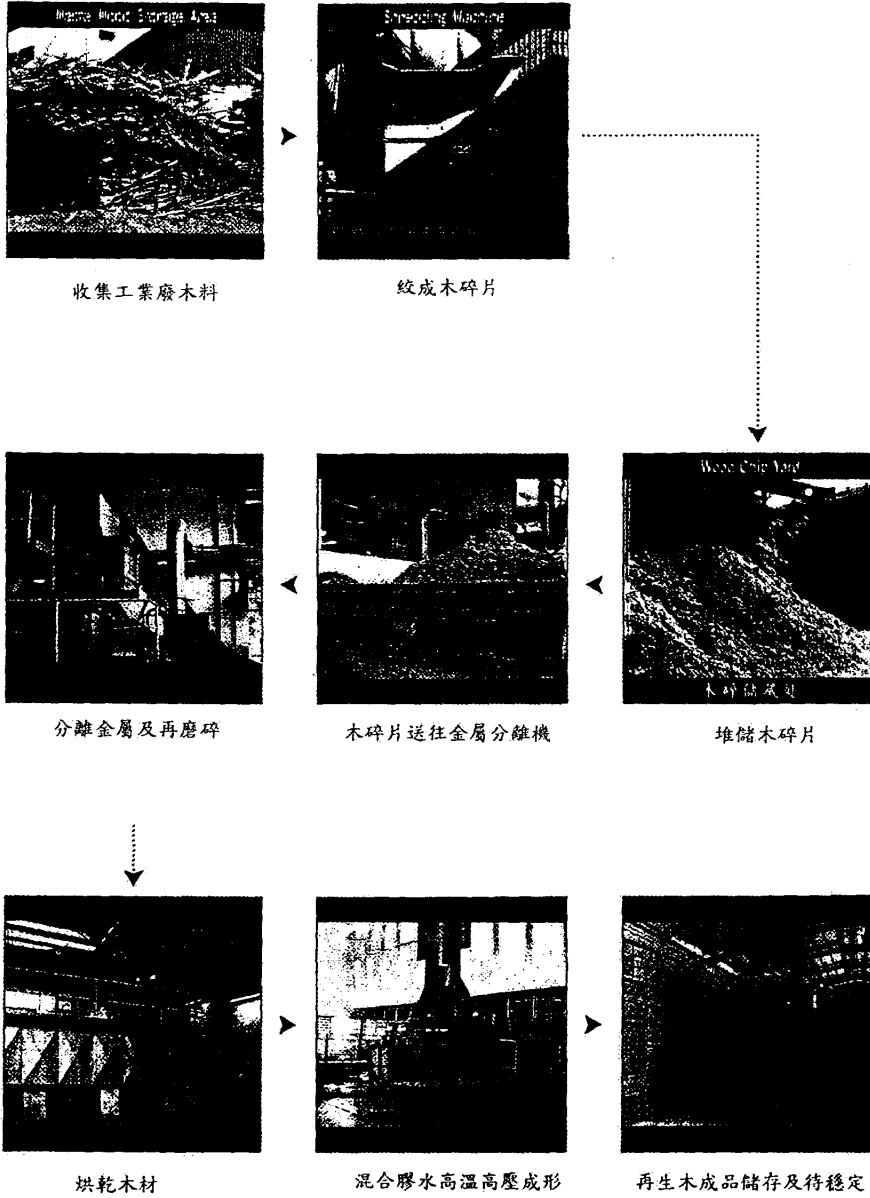 Waste Wood Storage Area
Shredding Machine
收集工業廢木料
絞成木碎片
Wood Chip Yard
分離金屬及再磨碎
木碎片送往金屬分離機
堆儲木碎片
烘乾木材
混合膠水高溫高壓成形
再生木成品儲存及待穩定